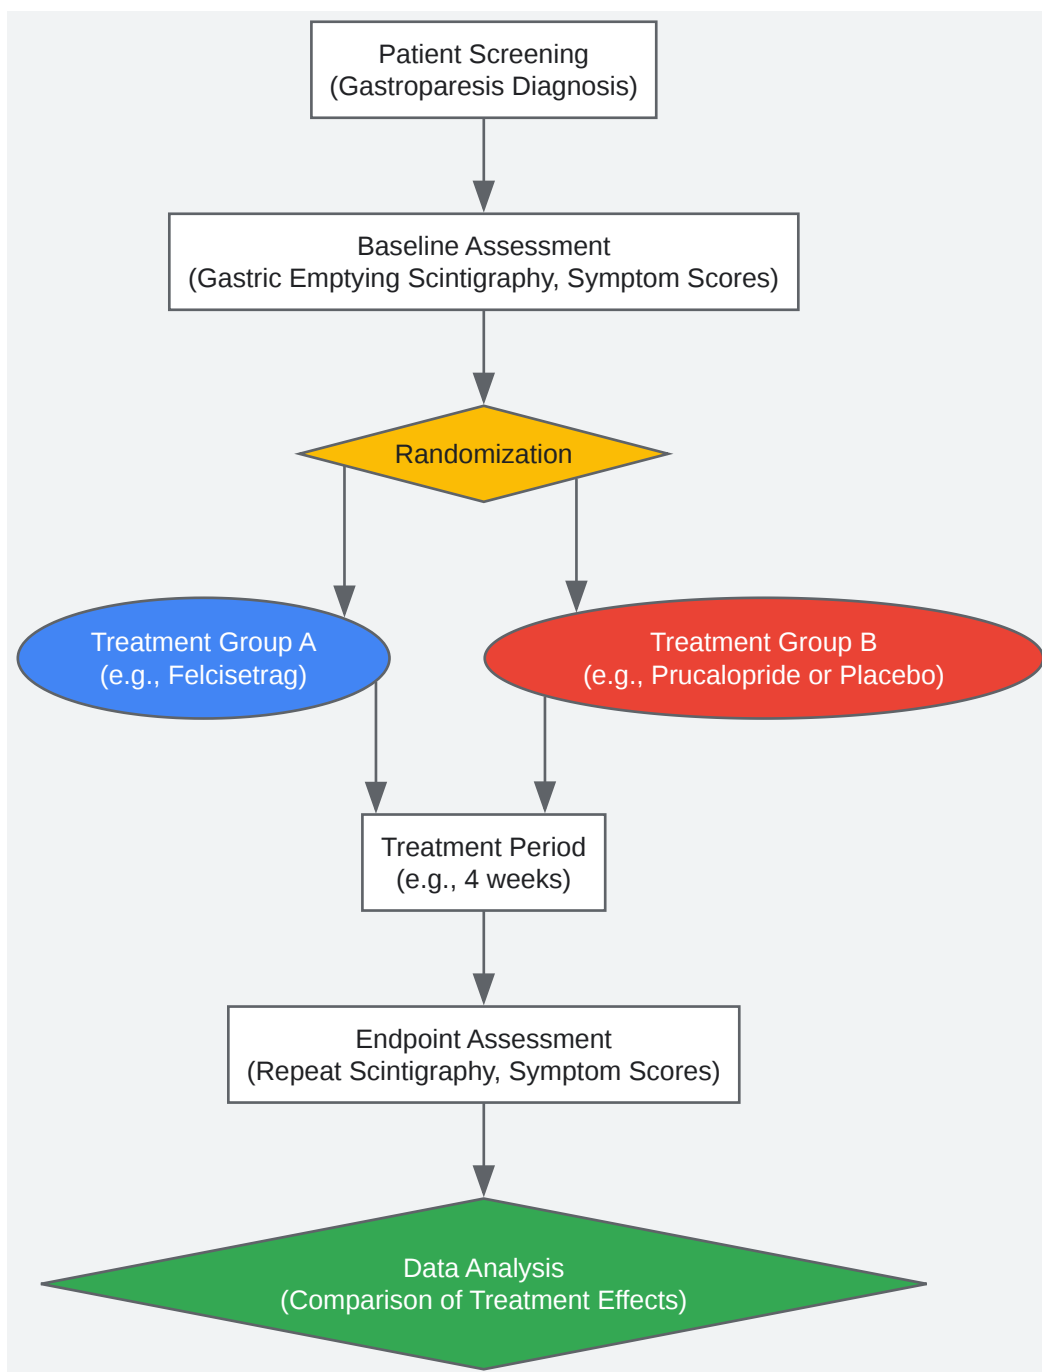 Patient Screening
(Gastroparesis Diagnosis)
Baseline Assessment
(Gastric Emptying Scintigraphy, Symptom Scores)
Randomization
Treatment Group A
(e.g., Felcisetrag)
Treatment Group B
(e.g., Prucalopride or Placebo)
Treatment Period
(e.g., 4 weeks)
Endpoint Assessment
(Repeat Scintigraphy, Symptom Scores)
Data Analysis
(Comparison of Treatment Effects)